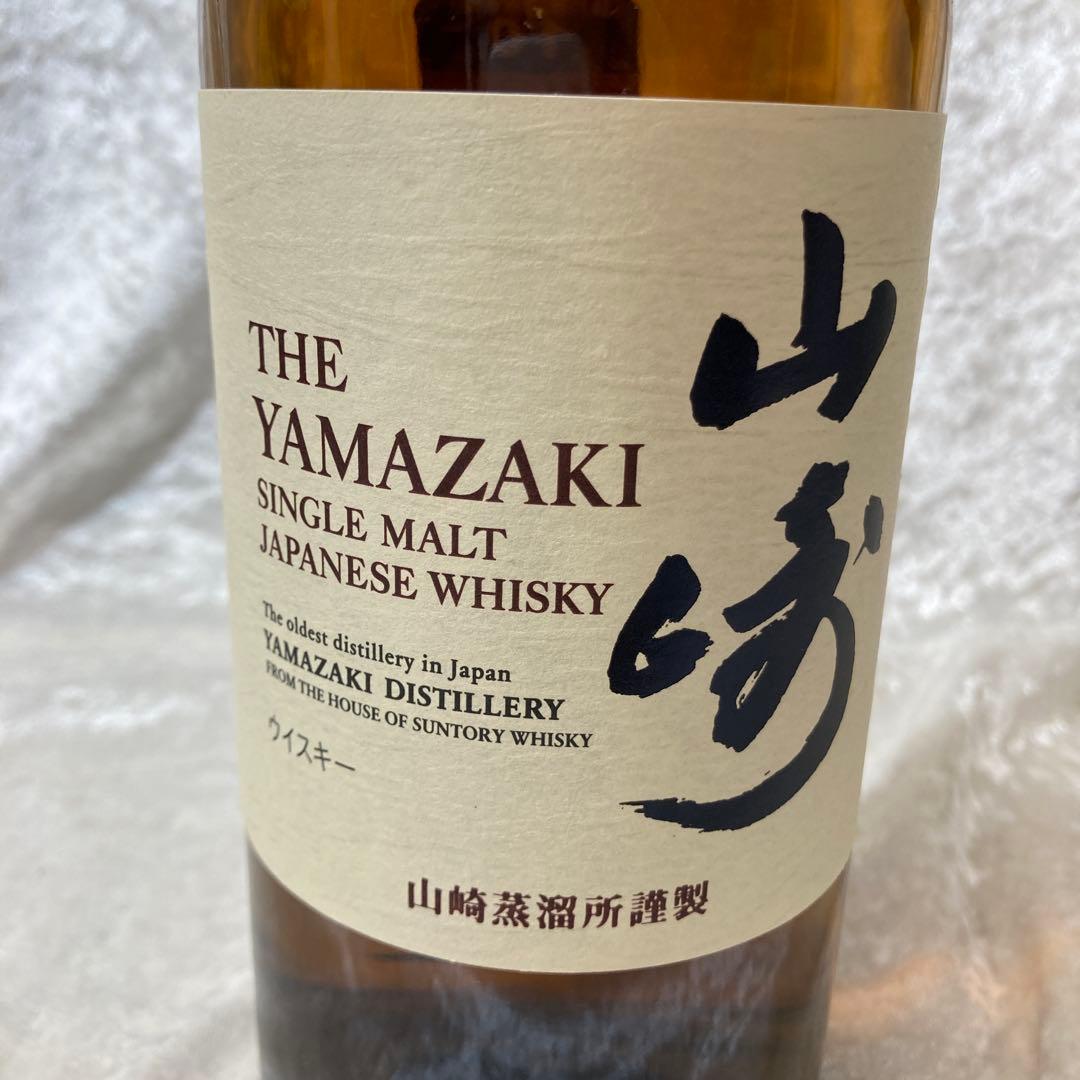 THE
YAMAZAKI
SINGLE MALT
JAPANESE WHISKY
The oldest distillery in Japan
YAMAZAKI DISTILLERY
FROM THE HOUSE OF SUNTORY WHISKY
ウイスキー
山崎
山崎蒸溜所謹製